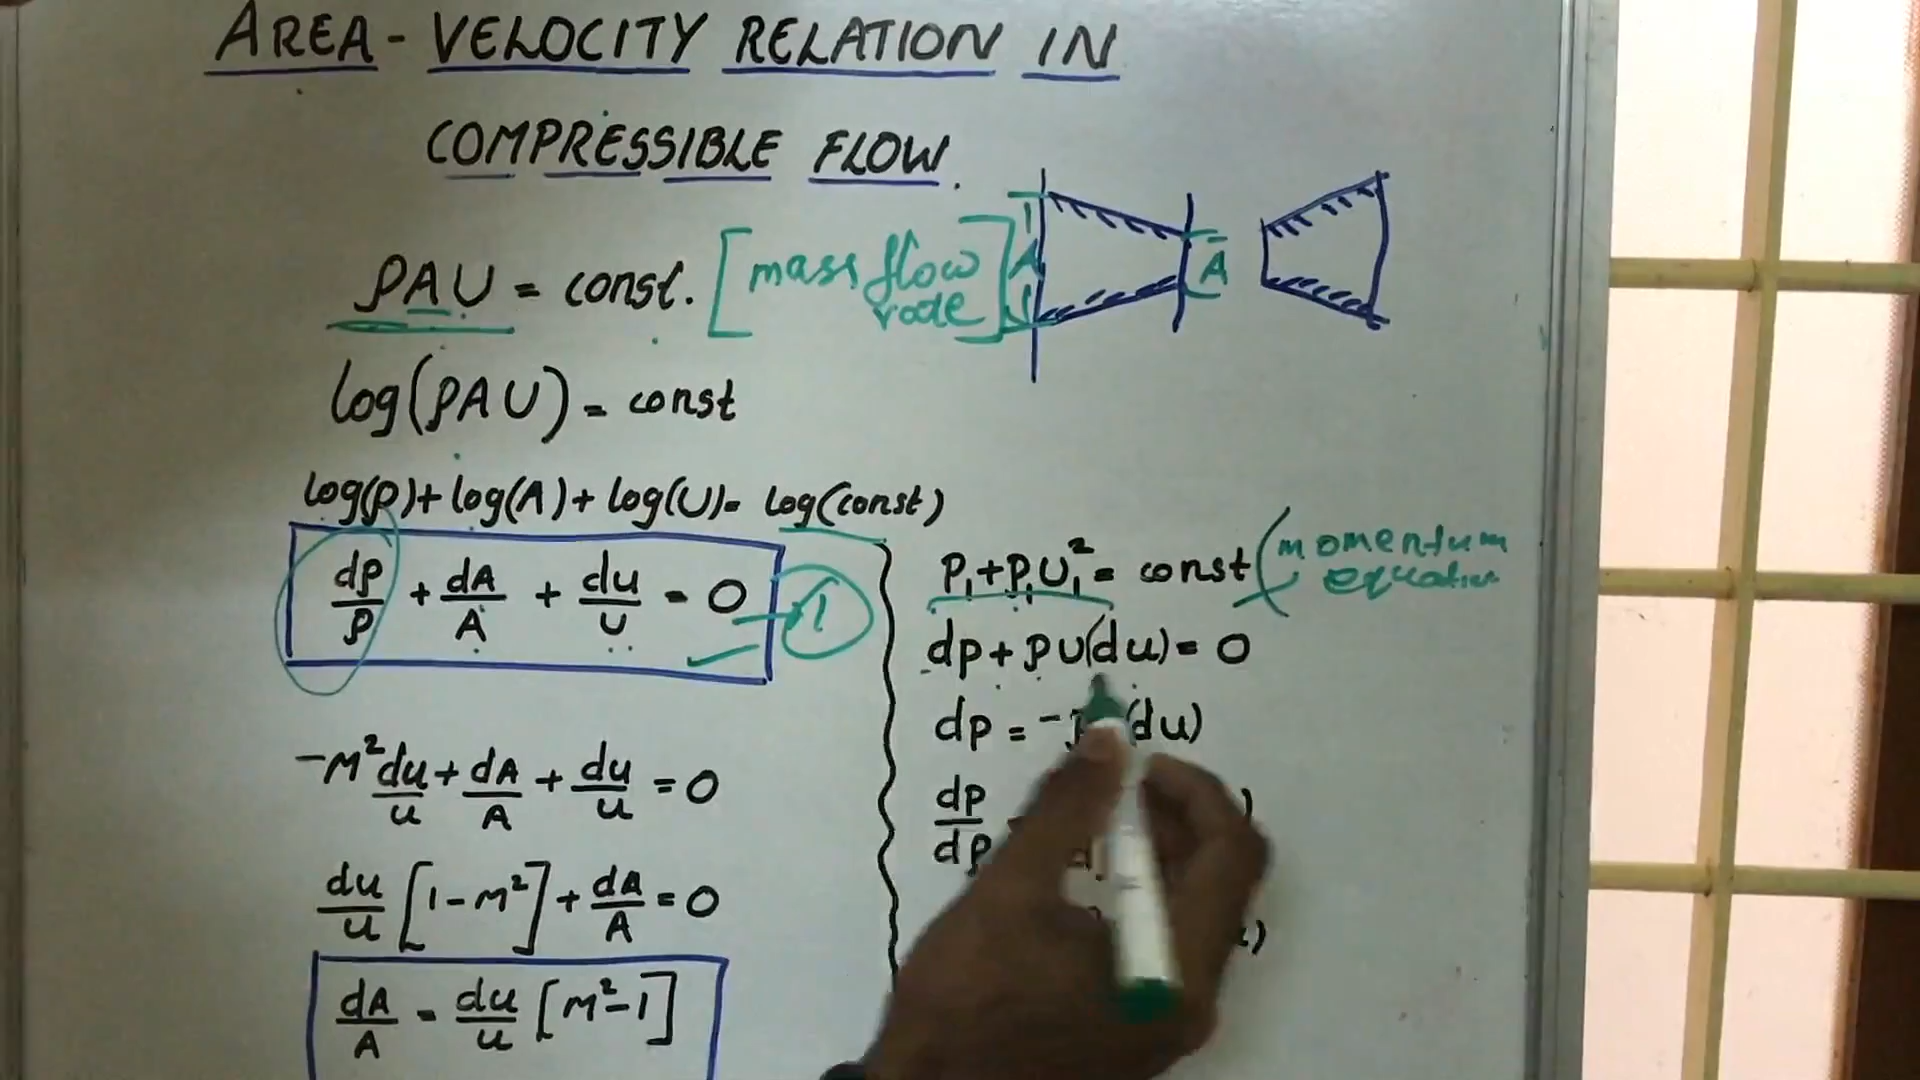 AREA-VELOCITY RELATION IN
COMPRESSIBLE FLOW.
ρAU = const. [mass flow rate]
A
A
log(ρAU) = const
log(ρ)+log(A)+log(U)= log(const)
dρ/ρ + dA/A + du/U = 0 → 1
-M² du/u + dA/A + du/u = 0
du/u [1-M²] + dA/A = 0
dA/A = du/u [M²-1]
P₁+ρ₁U₁² = const (momentum equation
dp + ρU(du) = 0
dp = - (du)
dp/dρ